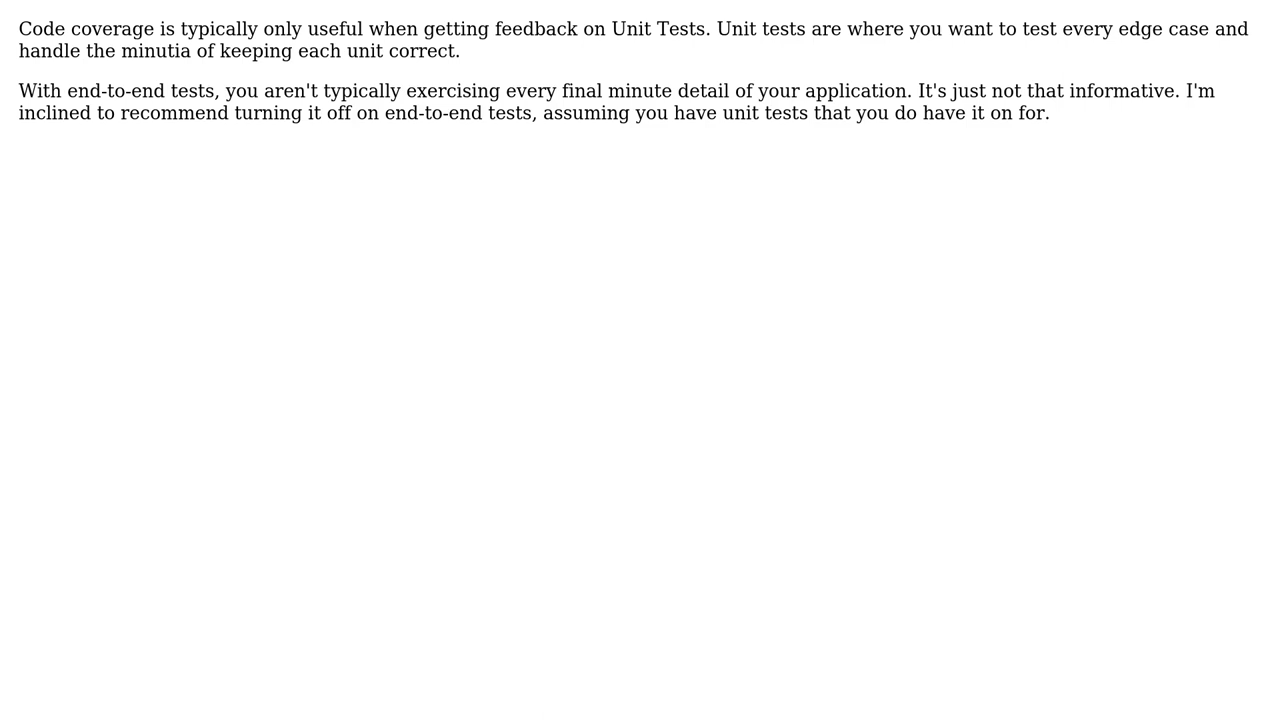 Code coverage is typically only useful when getting feedback on Unit Tests. Unit tests are where you want to test every edge case and
handle the minutia of keeping each unit correct.
With end-to-end tests, you aren't typically exercising every final minute detail of your application. It's just not that informative. I'm
inclined to recommend turning it off on end-to-end tests, assuming you have unit tests that you do have it on for.